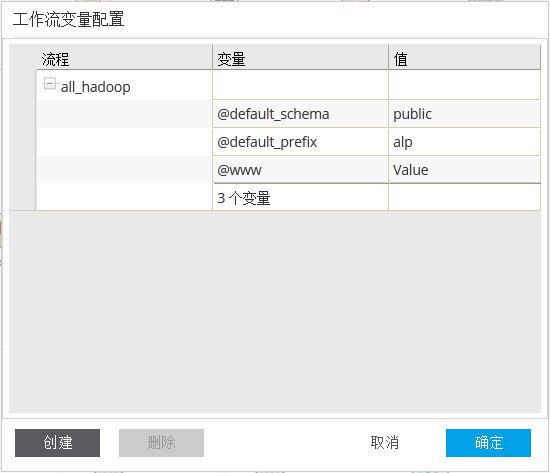 工作流变量配置
流程 变量 值
all_hadoop
@default_schema public
@default_prefix alp
@www Value
3 个变量
创建 删除 取消 确定